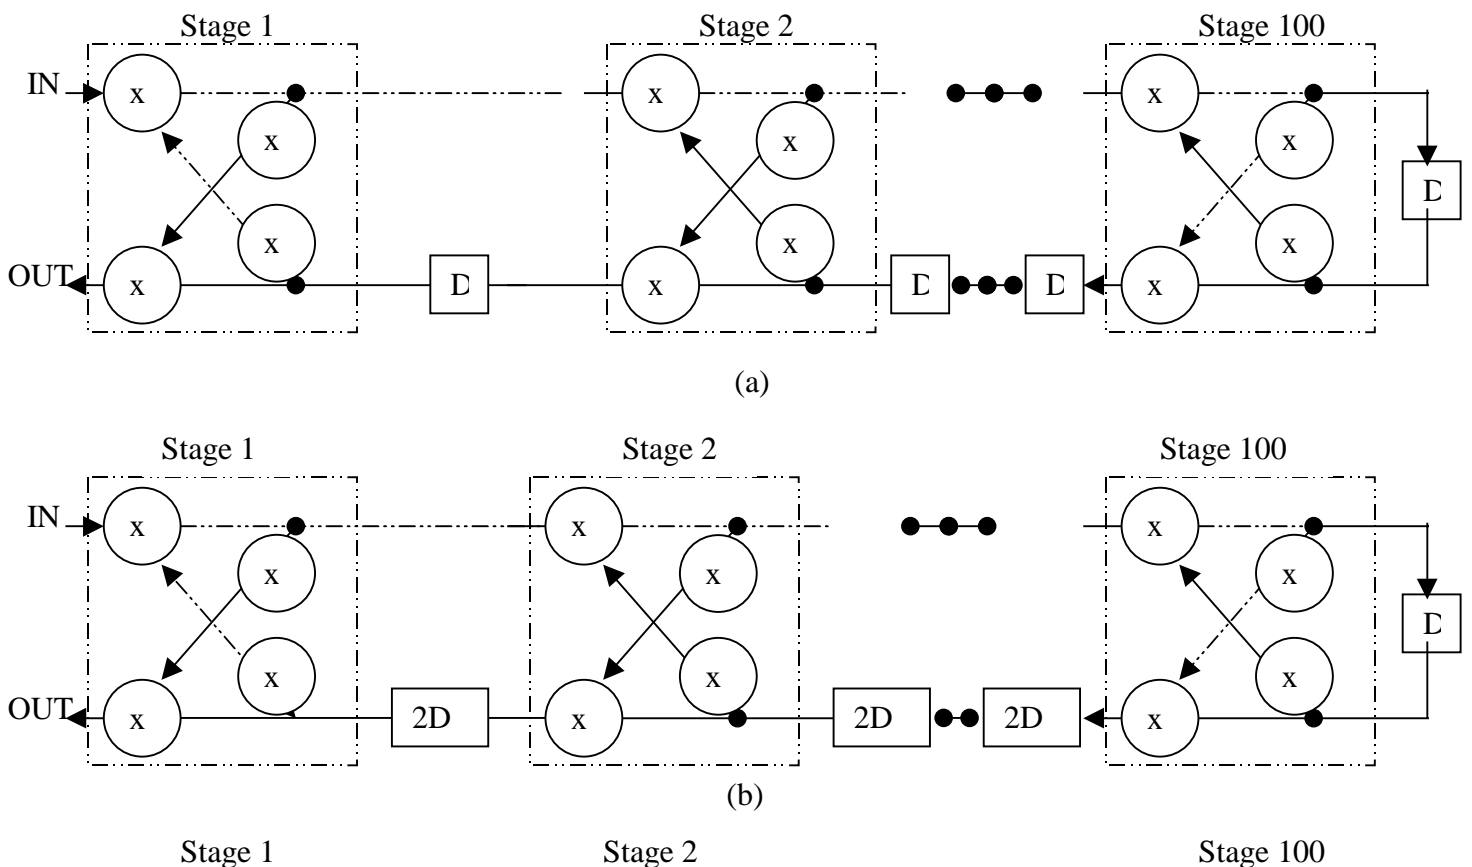 Stage 1 Stage 2 Stage 100
IN x x x
x x x
D
x x x
OUT x D x D D x
(a)
Stage 1 Stage 2 Stage 100
IN x x x
x x x
D
x x x
OUT x 2D x 2D 2D x
(b)
Stage 1 Stage 2 Stage 100